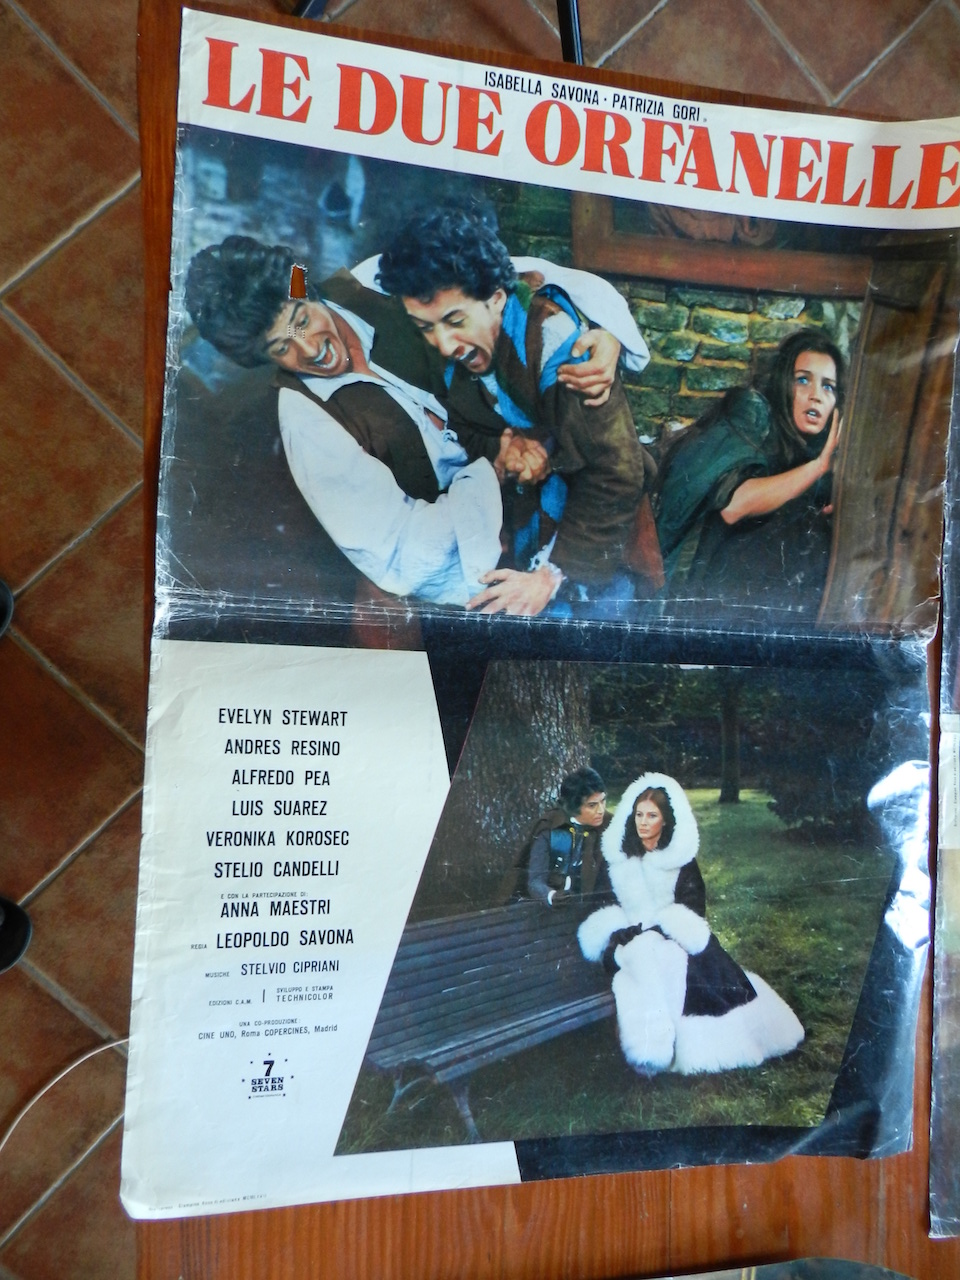 ISABELLA SAVONA · PATRIZIA GORI in
LE DUE ORFANELLE
EVELYN STEWART
ANDRES RESINO
ALFREDO PEA
LUIS SUAREZ
VERONIKA KOROSEC
STELIO CANDELLI
E CON LA PARTECIPAZIONE DI:
ANNA MAESTRI
REGIA LEOPOLDO SAVONA
MUSICHE STELVIO CIPRIANI
EDIZIONI C.A.M. | SVILUPPO E STAMPA
TECHNICOLOR
UNA CO-PRODUZIONE:
CINE UNO, Roma COPERCINES, Madrid
7
SEVEN
STARS